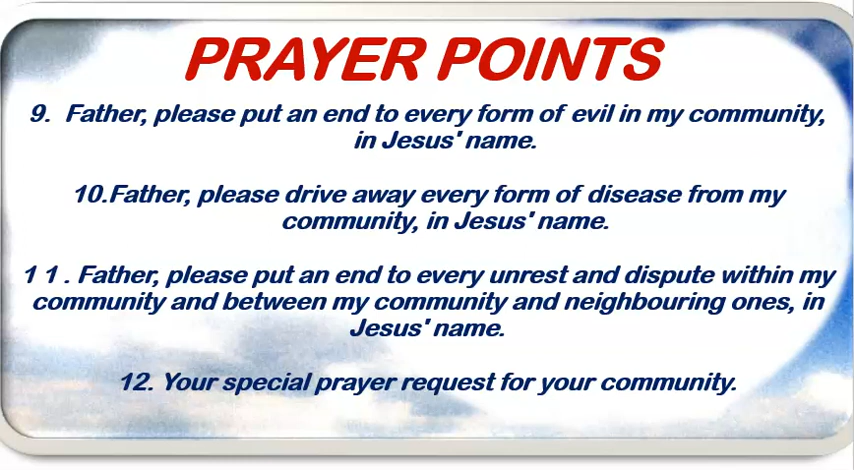 PRAYER POINTS
9. Father, please put an end to every form of evil in my community,
in Jesus' name.
10.Father, please drive away every form of disease from my
community, in Jesus' name.
1 1 . Father, please put an end to every unrest and dispute within my
community and between my community and neighbouring ones, in
Jesus' name.
12. Your special prayer request for your community.